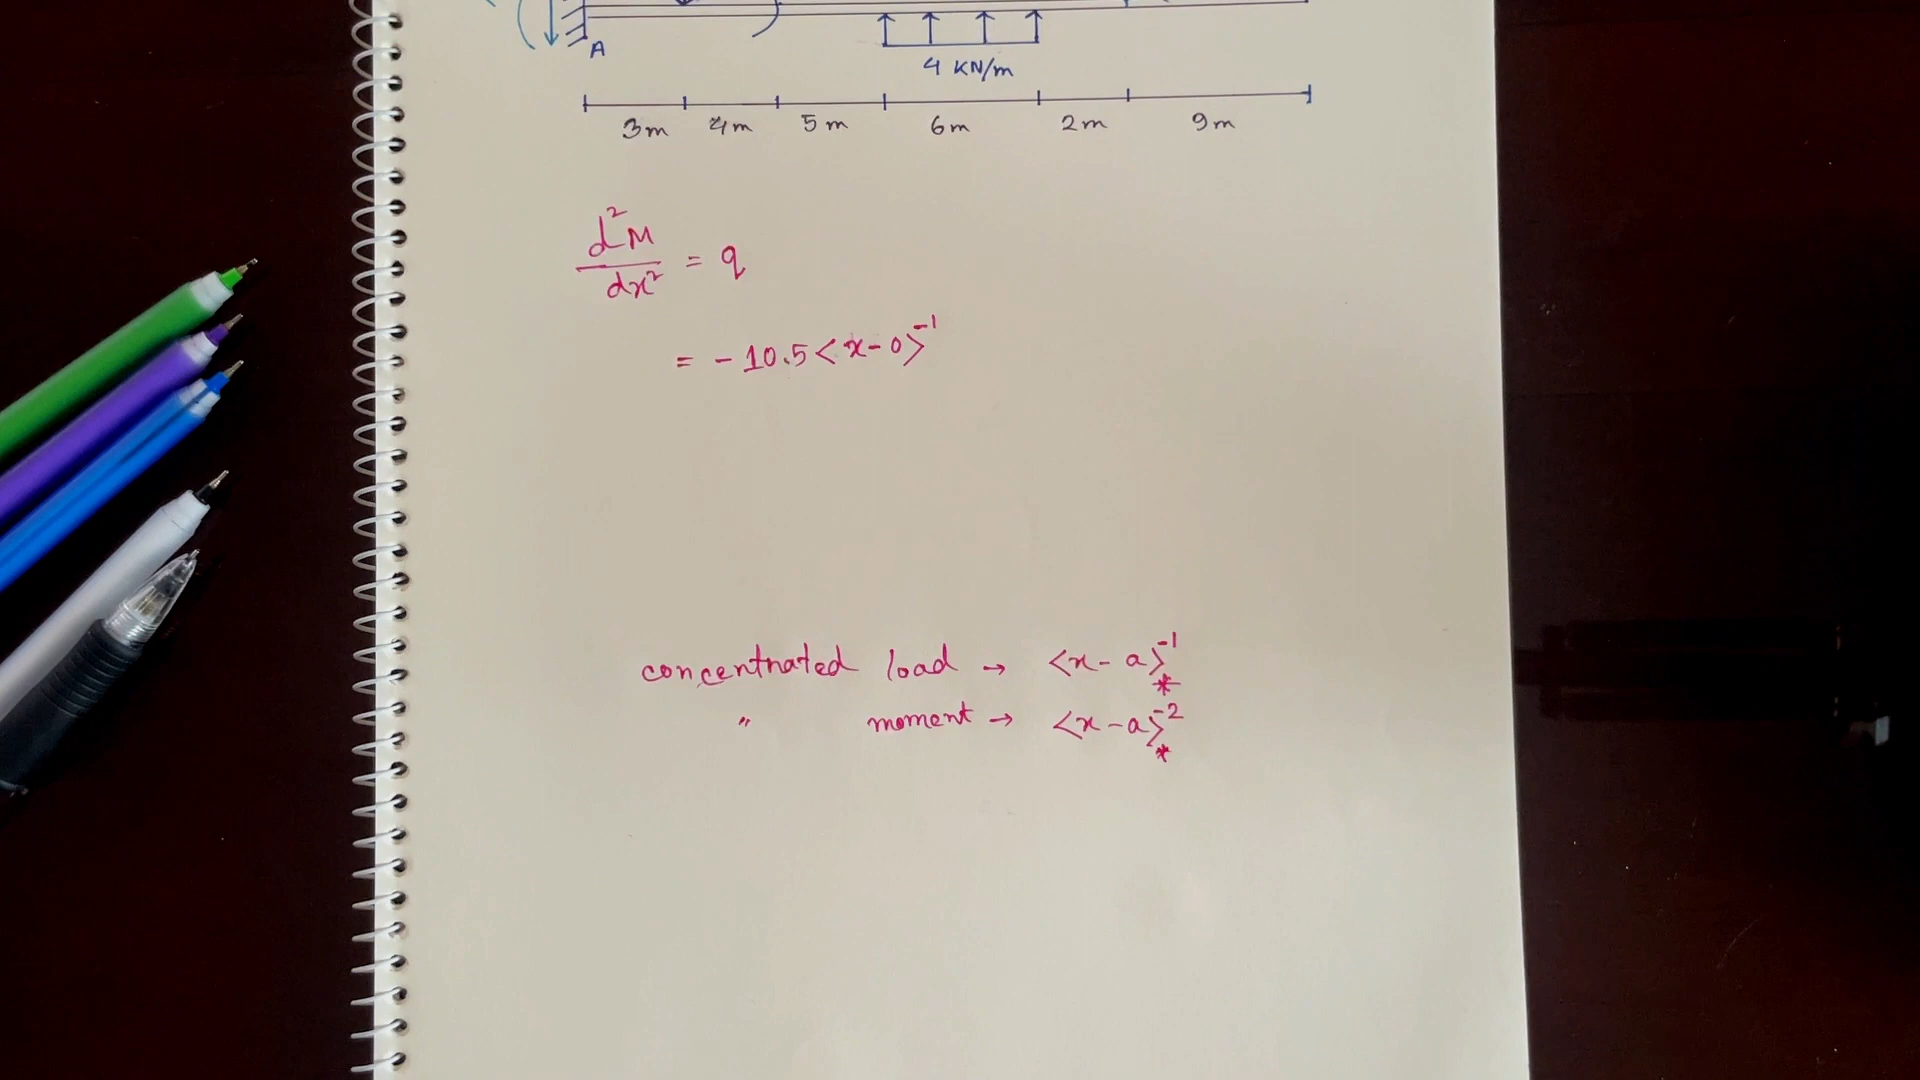 A
4 KN/m
3m 4m 5m 6m 2m 9m
d²M/dx² = q
= -10.5<x-0>⁻¹
concentrated load → <x-a>⁻¹*
" moment → <x-a>⁻²*